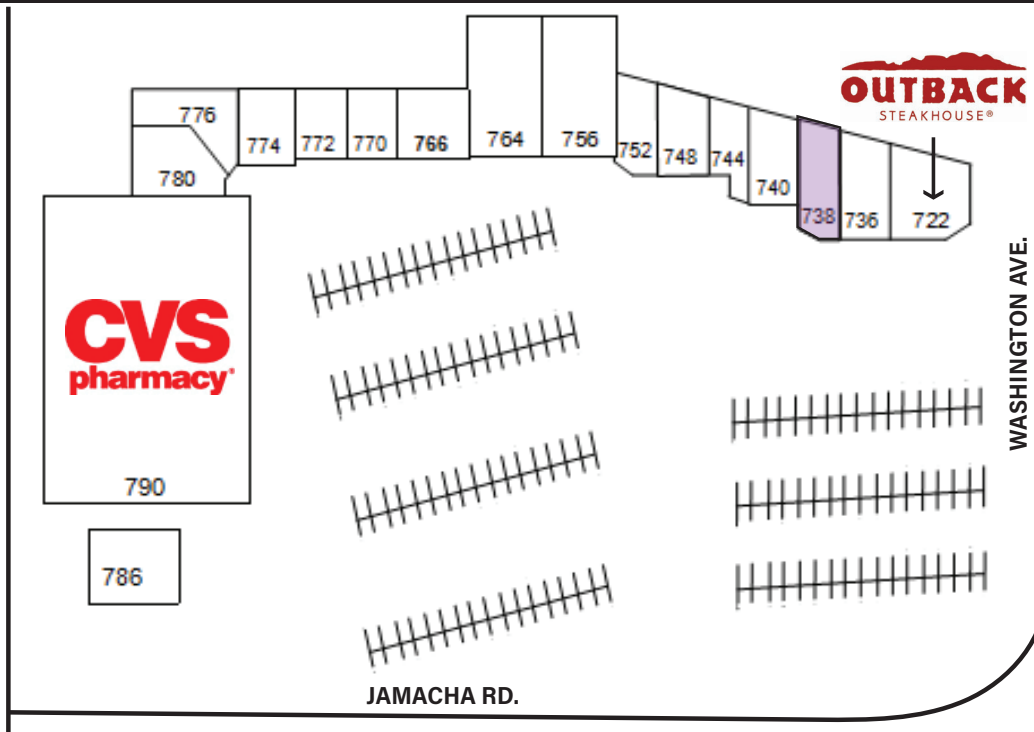 OUTBACK
STEAKHOUSE®
776
774
772
770
766
764
756
752
748
744
740
738
736
722
780
CVS
pharmacy®
790
786
WASHINGTON AVE.
JAMACHA RD.